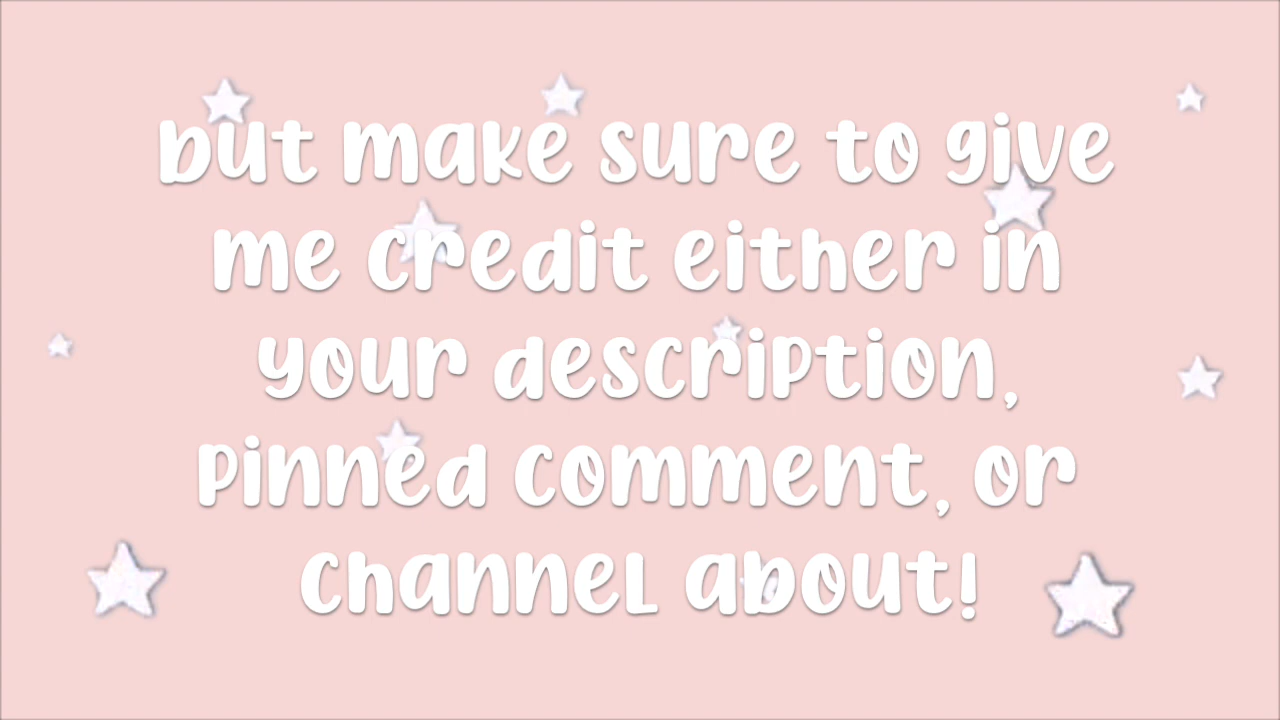 but make sure to give
me credit either in
your description,
pinned comment, or
channel about!